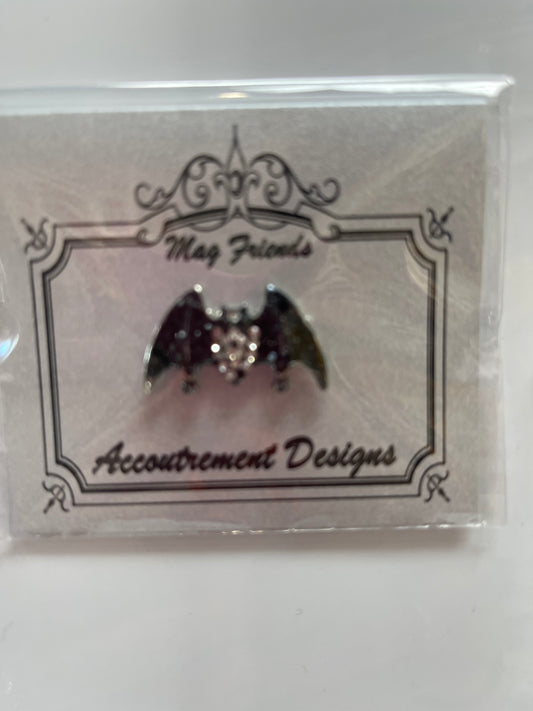 Mag Friends
Accoutrement Designs